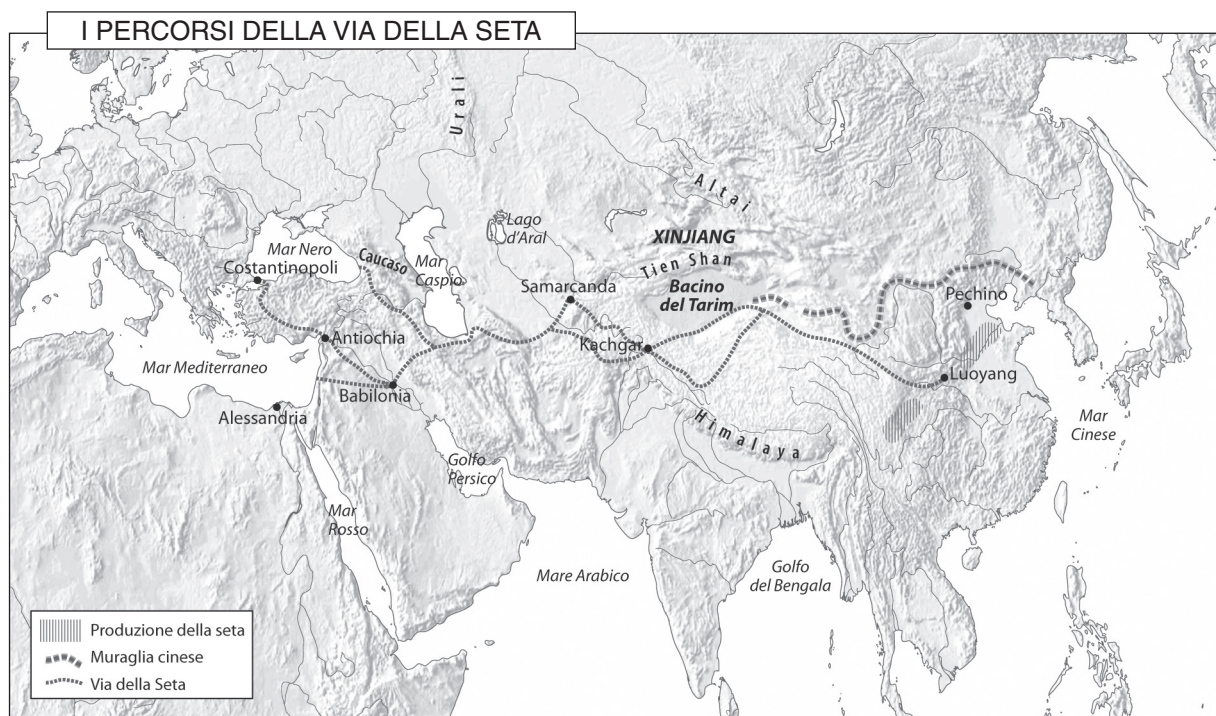 I PERCORSI DELLA VIA DELLA SETA
Urali
Altai
Lago
d'Aral
Mar Nero
Costantinopoli
Caucaso
Mar
Caspio
XINJIANG
Tien Shan
Bacino
del Tarim
Samarcanda
Pechino
Antiochia
Kachgar
Mar Mediterraneo
Babilonia
Luoyang
Alessandria
Himalaya
Mar
Cinese
Golfo
Persico
Mar
Rosso
Mare Arabico
Golfo
del Bengala
Produzione della seta
Muraglia cinese
Via della Seta